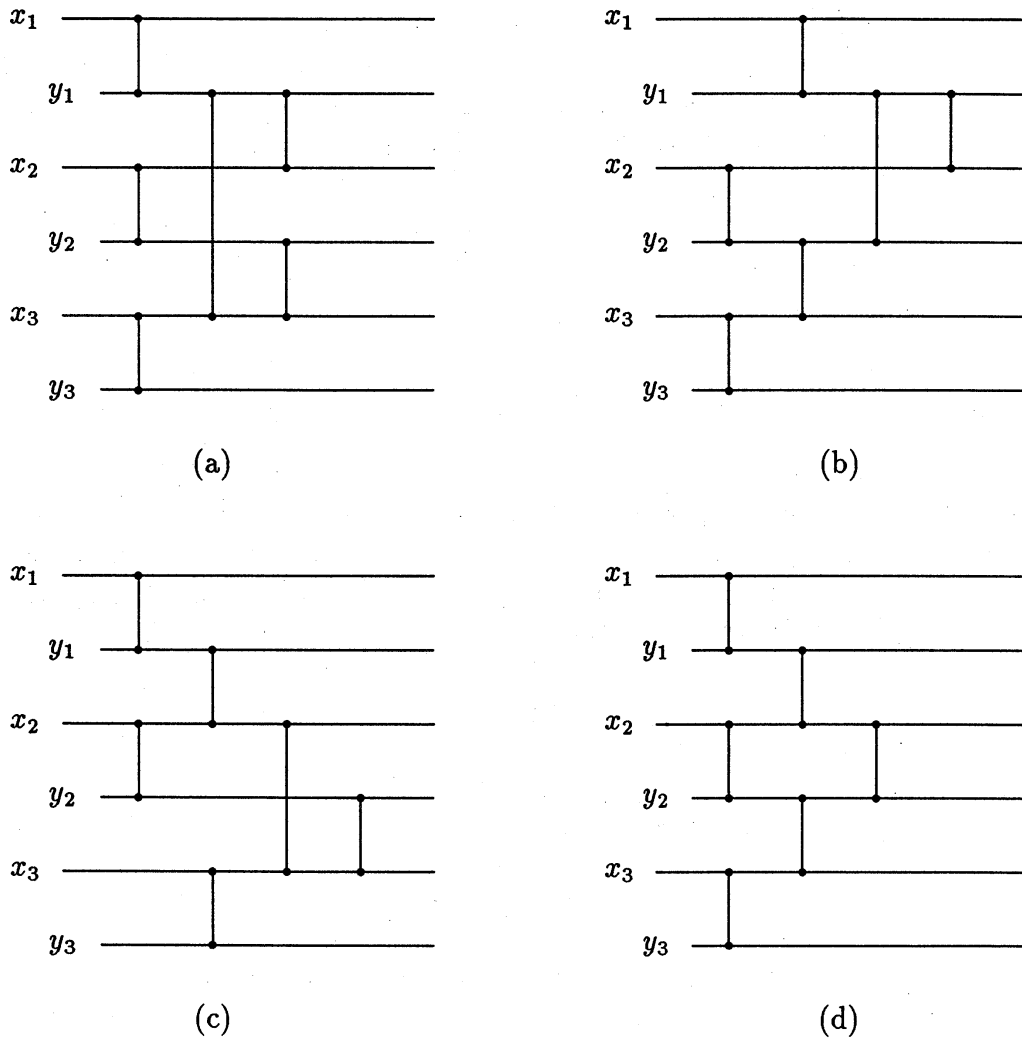 x₁ x₁
y₁ y₁
x₂ x₂
y₂ y₂
x₃ x₃
y₃ y₃
(a) (b)
x₁ x₁
y₁ y₁
x₂ x₂
y₂ y₂
x₃ x₃
y₃ y₃
(c) (d)